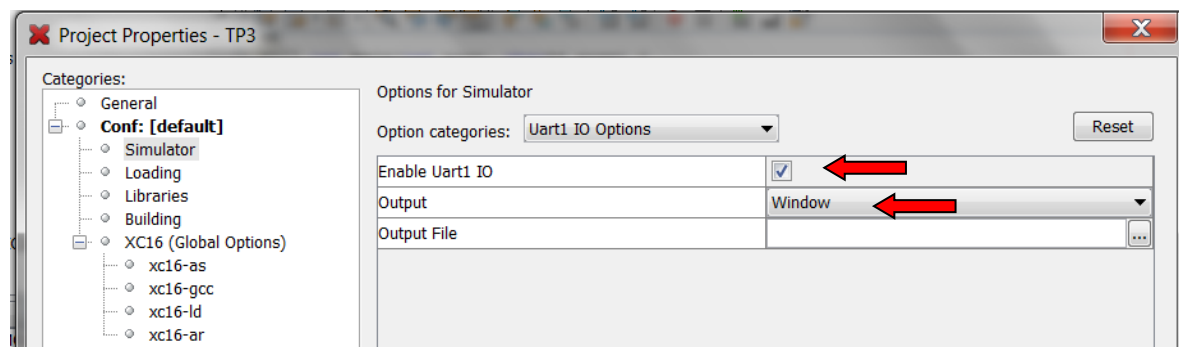 Project Properties - TP3
X
Categories:
General
Conf: [default]
Simulator
Loading
Libraries
Building
XC16 (Global Options)
xc16-as
xc16-gcc
xc16-ld
xc16-ar
Options for Simulator
Option categories: Uart1 IO Options
Reset
Enable Uart1 IO
Output Window
Output File ...